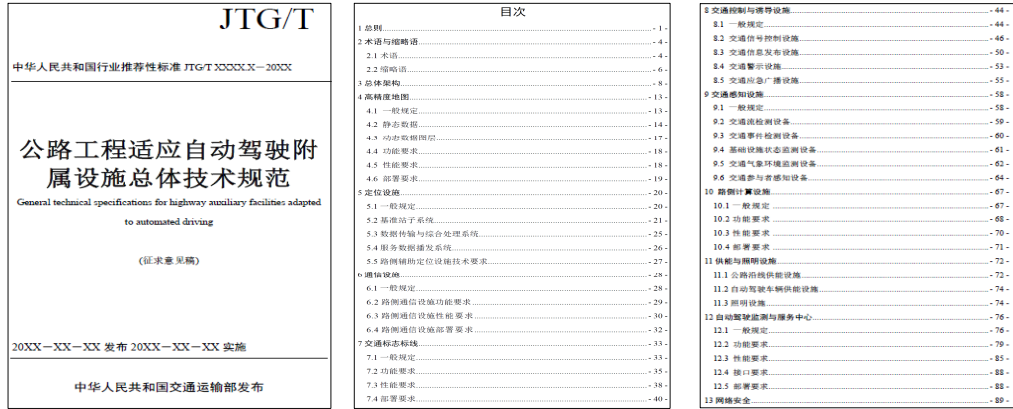 JTG/T
中华人民共和国行业推荐性标准 JTG/T XXXX.X－20XX
公路工程适应自动驾驶附
属设施总体技术规范
General technical specifications for highway auxiliary facilities adapted
to automated driving
(征求意见稿)
20XX－XX－XX 发布 20XX－XX－XX 实施
中华人民共和国交通运输部发布
目次
1 总则 - 1 -
2 术语与缩略语 - 4 -
2.1 术语 - 4 -
2.2 缩略语 - 6 -
3 总体架构 - 8 -
4 高精度地图 - 13 -
4.1 一般规定 - 13 -
4.2 静态数据 - 14 -
4.3 动态数据图层 - 17 -
4.4 功能要求 - 18 -
4.5 性能要求 - 18 -
4.6 部署要求 - 19 -
5 定位设施 - 20 -
5.1 一般规定 - 20 -
5.2 基准站子系统 - 21 -
5.3 数据传输与综合处理系统 - 25 -
5.4 服务数据播发系统 - 26 -
5.5 路侧辅助定位设施技术要求 - 27 -
6 通信设施 - 28 -
6.1 一般规定 - 28 -
6.2 路侧通信设施功能要求 - 29 -
6.3 路侧通信设施性能要求 - 30 -
6.4 路侧通信设施部署要求 - 32 -
7 交通标志标线 - 33 -
7.1 一般规定 - 33 -
7.2 功能要求 - 35 -
7.3 性能要求 - 38 -
7.4 部署要求 - 40 -
8 交通控制与诱导设施 - 44 -
8.1 一般规定 - 44 -
8.2 交通信号控制设施 - 46 -
8.3 交通信息发布设施 - 50 -
8.4 交通警示设施 - 53 -
8.5 交通应急广播设施 - 55 -
9 交通感知设施 - 58 -
9.1 一般规定 - 58 -
9.2 交通流检测设备 - 59 -
9.3 交通事件检测设备 - 60 -
9.4 基础设施状态监测设备 - 61 -
9.5 交通气象环境监测设备 - 62 -
9.6 交通参与者感知设备 - 64 -
10 路侧计算设施 - 67 -
10.1 一般规定 - 67 -
10.2 功能要求 - 68 -
10.3 性能要求 - 70 -
10.4 部署要求 - 71 -
11 供能与照明设施 - 72 -
11.1 公路沿线供能设施 - 72 -
11.2 自动驾驶车辆供能设施 - 74 -
11.3 照明设施 - 74 -
12 自动驾驶监测与服务中心 - 76 -
12.1 一般规定 - 76 -
12.2 功能要求 - 79 -
12.3 性能要求 - 85 -
12.4 接口要求 - 88 -
12.5 部署要求 - 88 -
13 网络安全 - 89 -